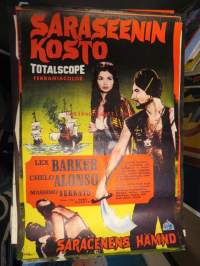 SARASEENIN
KOSTO
TOTALSCOPE
FERRANIACOLOR
LEX
BARKER
CHELO
ALONSO
MASSIMO
SERATO
SARACENENS HÄMND